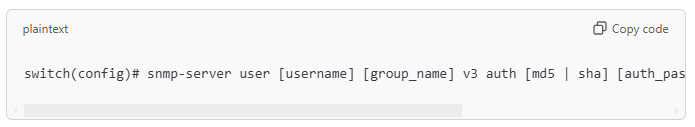 plaintext
Copy code
switch(config)# snmp-server user [username] [group_name] v3 auth [md5 | sha] [auth_pas